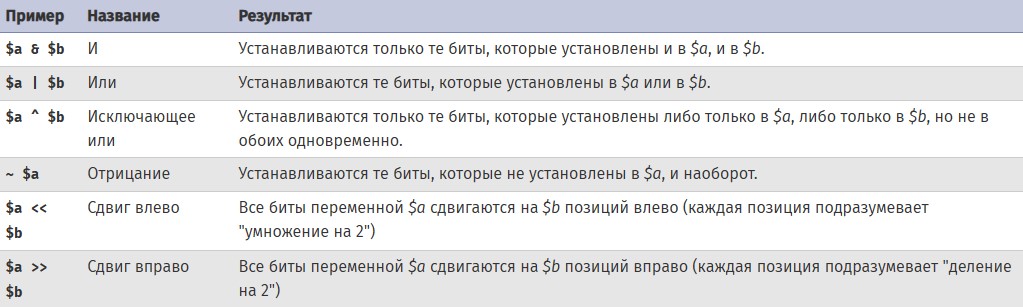 Пример Название Результат
$a & $b И Устанавливаются только те биты, которые установлены и в $a, и в $b.
$a | $b Или Устанавливаются те биты, которые установлены в $a или в $b.
$a ^ $b Исключающее Устанавливаются только те биты, которые установлены либо только в $a, либо только в $b, но не в
или обоих одновременно.
~ $a Отрицание Устанавливаются те биты, которые не установлены в $a, и наоборот.
$a << Сдвиг влево Все биты переменной $a сдвигаются на $b позиций влево (каждая позиция подразумевает
$b "умножение на 2")
$a >> Сдвиг вправо Все биты переменной $a сдвигаются на $b позиций вправо (каждая позиция подразумевает "деление
$b на 2")